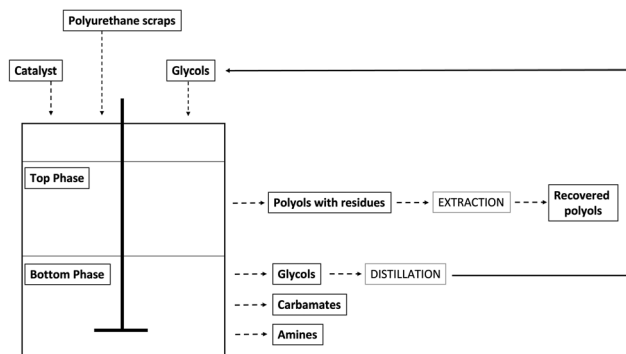 Polyurethane scraps
Catalyst
Glycols
Top Phase
Polyols with residues
EXTRACTION
Recovered
polyols
Bottom Phase
Glycols
DISTILLATION
Carbamates
Amines